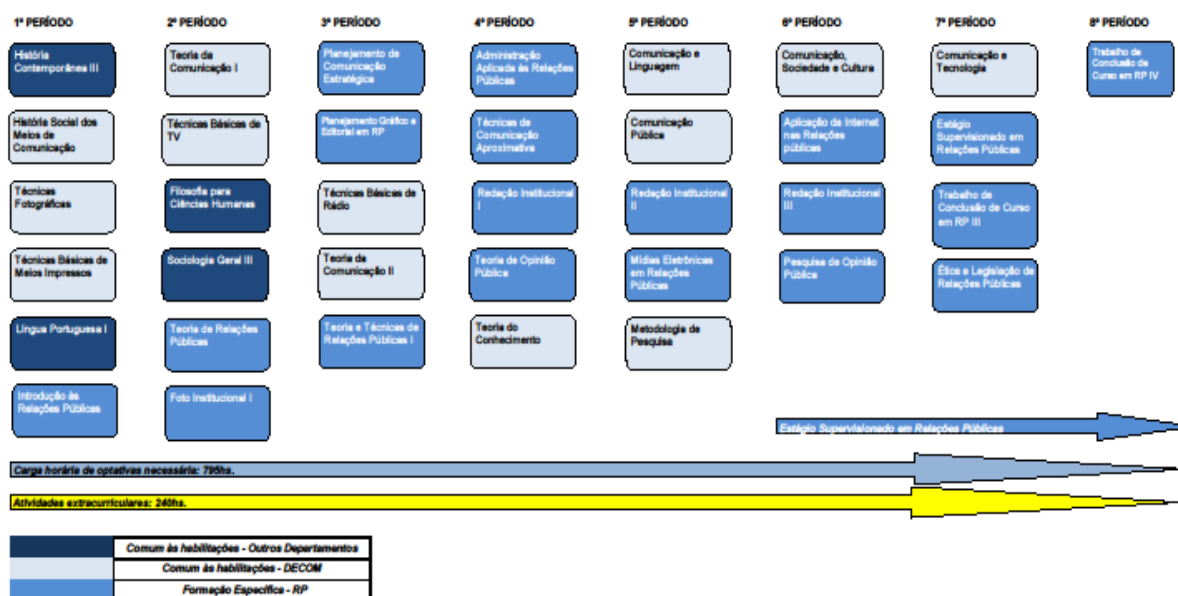 1º PERÍODO
2º PERÍODO
3º PERÍODO
4º PERÍODO
5º PERÍODO
6º PERÍODO
7º PERÍODO
8º PERÍODO
História
Contemporânea III
Teoria da
Comunicação I
Planejamento de
Comunicação
Estratégica
Administração
Aplicada às Relações
Públicas
Comunicação e
Linguagem
Comunicação,
Sociedade e Cultura
Comunicação e
Tecnologia
Trabalho de
Conclusão de
Curso em RP IV
História Social dos
Meios de
Comunicação
Técnicas Básicas de
TV
Planejamento Gráfico e
Editorial em RP
Técnicas de
Comunicação
Aproximativa
Comunicação
Pública
Aplicação da Internet
nas Relações
públicas
Estágio
Supervisionado em
Relações Públicas
Técnicas
Fotográficas
Filosofia para
Ciências Humanas
Técnicas Básicas de
Rádio
Redação Institucional
I
Redação Institucional
II
Redação Institucional
III
Trabalho de
Conclusão de Curso
em RP III
Técnicas Básicas de
Meios Impressos
Sociologia Geral III
Teoria da
Comunicação II
Teoria de Opinião
Pública
Mídias Eletrônicas
em Relações
Públicas
Pesquisa de Opinião
Pública
Ética e Legislação de
Relações Públicas
Língua Portuguesa I
Teoria de Relações
Públicas
Teoria e Técnicas de
Relações Públicas I
Teoria do
Conhecimento
Metodologia de
Pesquisa
Introdução às
Relações Públicas
Foto Institucional I
Estágio Supervisionado em Relações Públicas
Carga horária de optativas necessária: 795hs.
Atividades extracurriculares: 240hs.
Comum às habilitações - Outros Departamentos
Comum às habilitações - DECOM
Formação Específica - RP